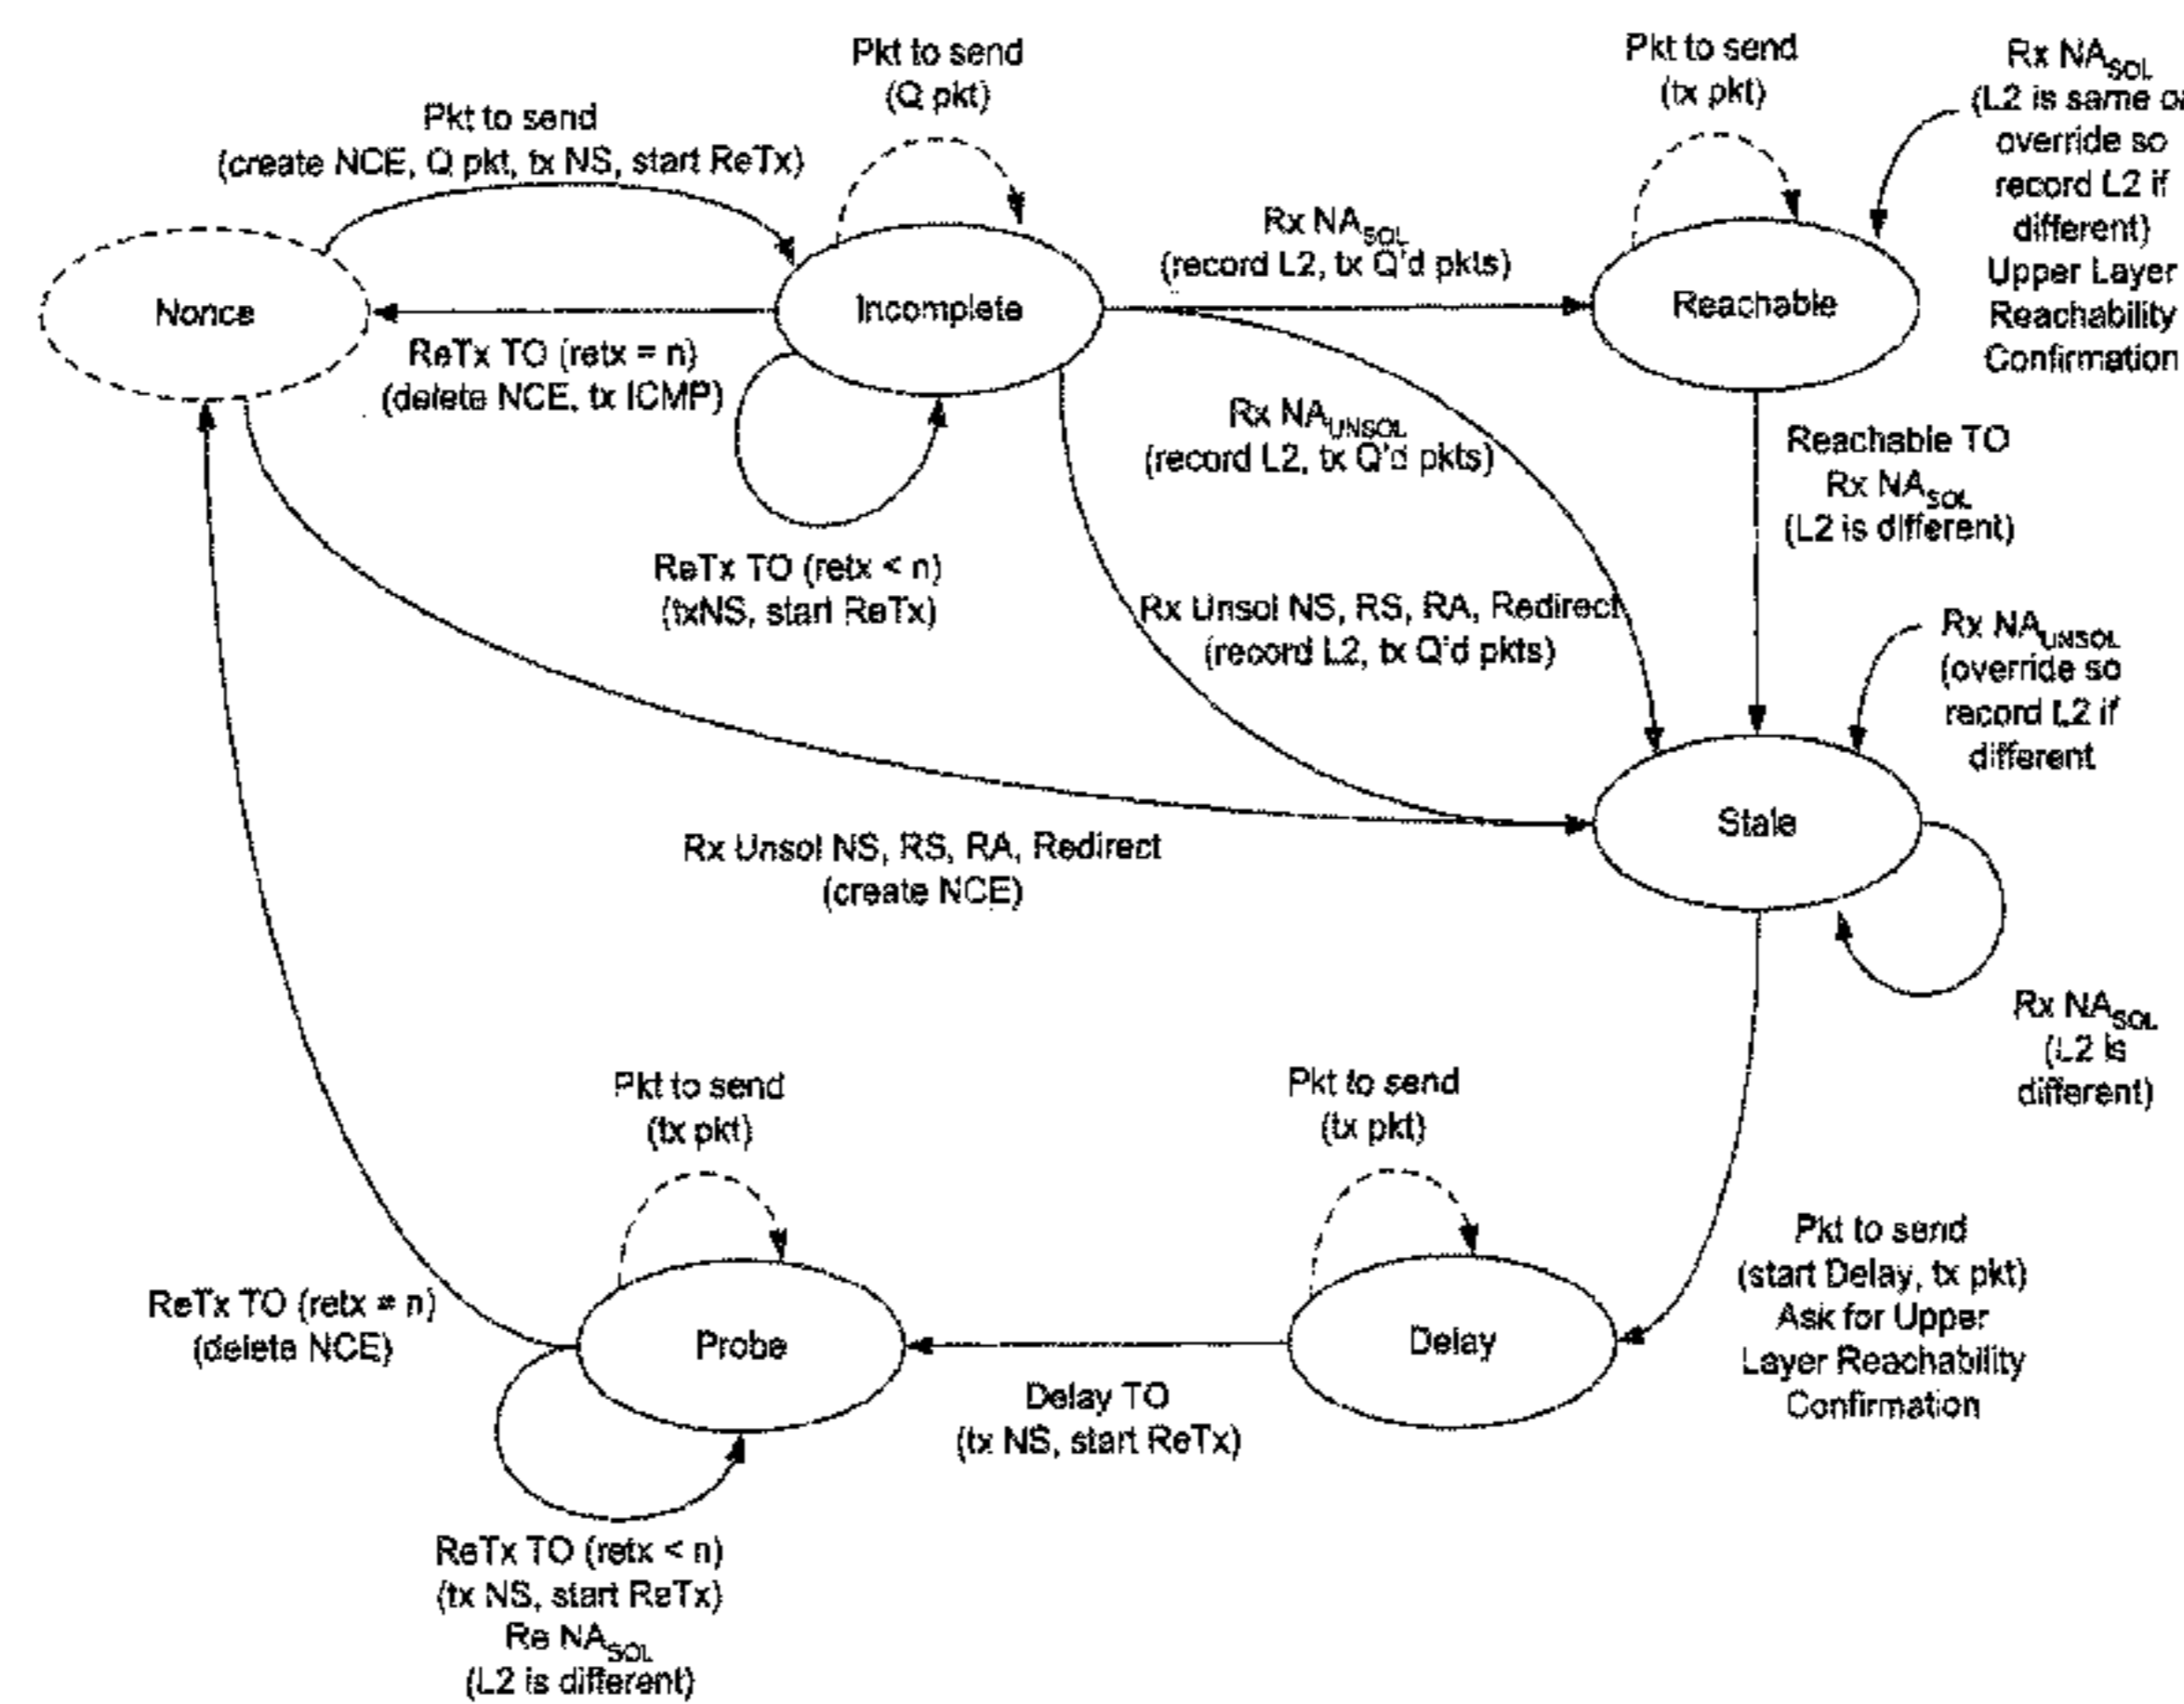 Pkt to send
(Q pkt)
Pkt to send
(tx pkt)
Rx NASOL
(L2 is same
override so
record L2 if
different)
Upper Layer
Reachability
Confirmation
Pkt to send
(create NCE, Q pkt, tx NS, start ReTx)
Nonce
Incomplete
Rx NASOL
(record L2, tx Q'd pkts)
Reachable
ReTx TO (retx = n)
(delete NCE, tx ICMP)
Rx NAUNSOL
(record L2, tx Q'd pkts)
Reachable TO
Rx NASOL
(L2 is different)
ReTx TO (retx < n)
(txNS, start ReTx)
Rx Unsol NS, RS, RA, Redirect
(record L2, tx Q'd pkts)
Rx NAUNSOL
(override so
record L2 if
different
Stale
Rx Unsol NS, RS, RA, Redirect
(create NCE)
Rx NASOL
(L2 is
different)
Pkt to send
(tx pkt)
Pkt to send
(tx pkt)
Pkt to send
(start Delay, tx pkt)
Ask for Upper
Layer Reachability
Confirmation
ReTx TO (retx = n)
(delete NCE)
Probe
Delay
Delay TO
(tx NS, start ReTx)
ReTx TO (retx < n)
(tx NS, start ReTx)
Re NASOL
(L2 is different)